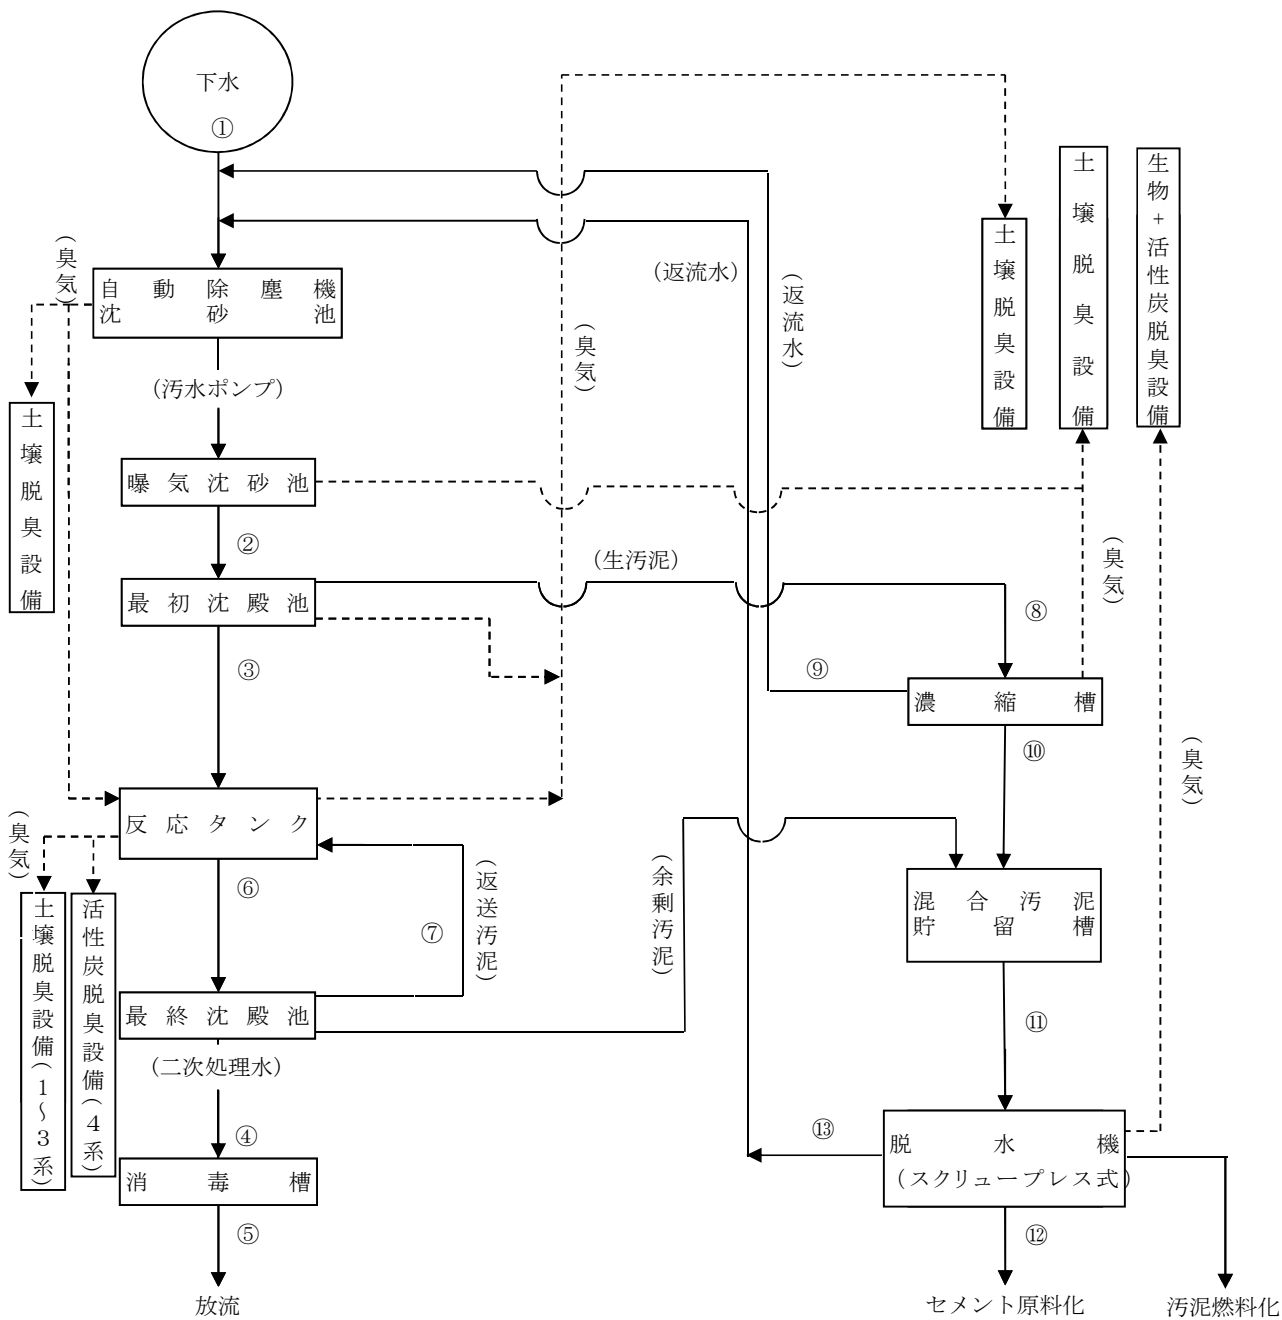 下水
①
(返流水)
(返流水)
(臭気)
自動除塵機
沈砂池
(汚水ポンプ)
土壌脱臭設備
曝気沈砂池
②
最初沈殿池
③
(生汚泥)
(臭気)
土壌脱臭設備
土壌脱臭設備
生物+活性炭脱臭設備
(臭気)
⑧
⑨
濃縮槽
⑩
(臭気)
反応タンク
(臭気)
土壌脱臭設備(1~3系)
活性炭脱臭設備(4系)
⑥
⑦
(返送汚泥)
(余剰汚泥)
混合汚泥
貯留槽
⑪
最終沈殿池
(二次処理水)
④
消毒槽
⑤
放流
脱水機
(スクリュープレス式)
⑬
⑫
セメント原料化
汚泥燃料化